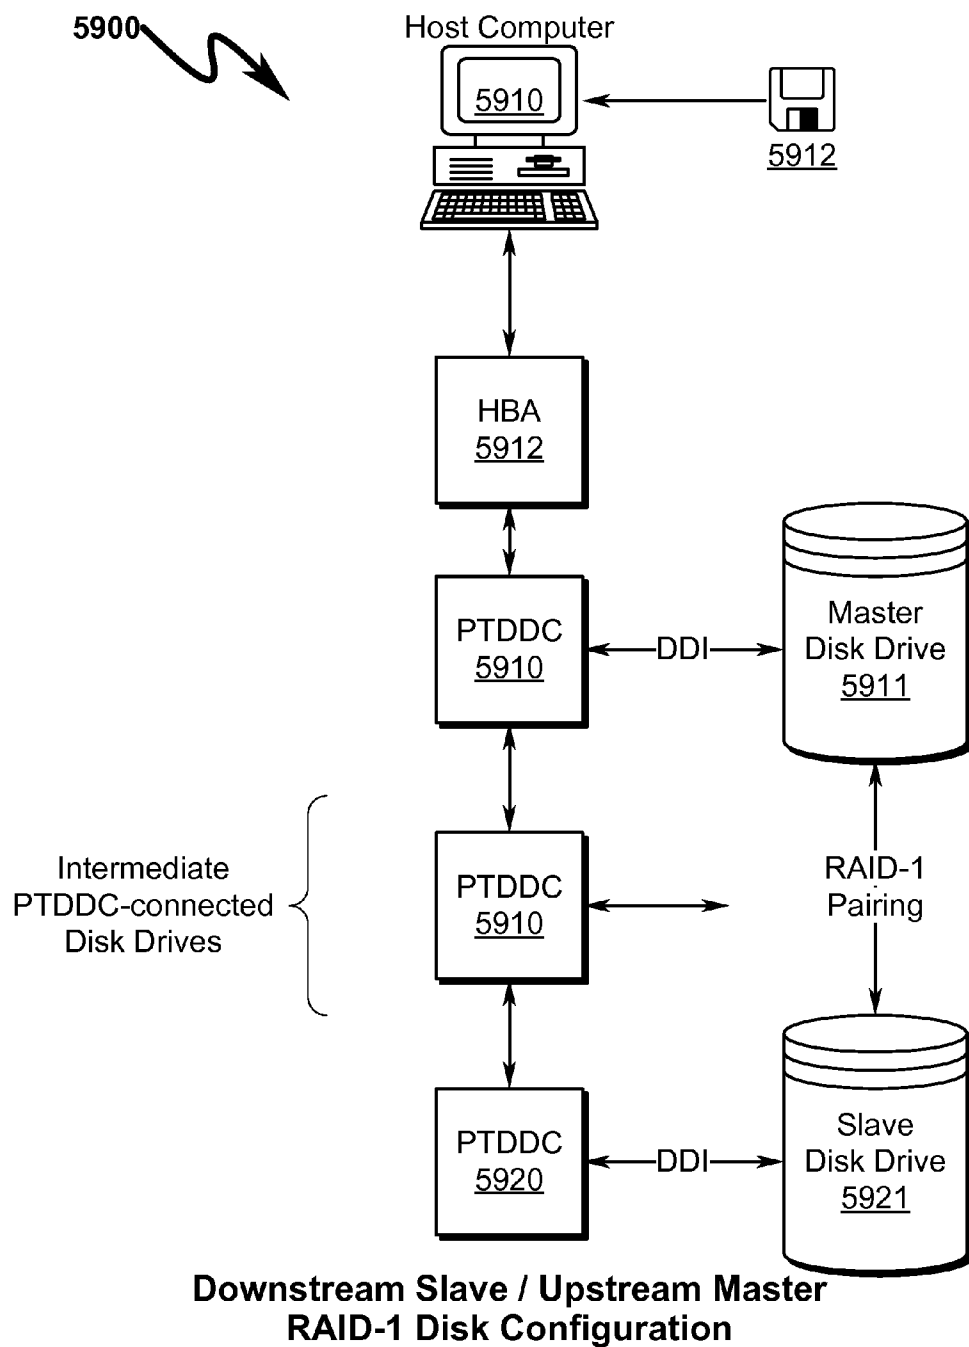 5900
Host Computer
5910
5912
HBA
5912
PTDDC
5910
DDI
Master
Disk Drive
5911
Intermediate
PTDDC-connected
Disk Drives
PTDDC
5910
RAID-1
Pairing
PTDDC
5920
DDI
Slave
Disk Drive
5921
Downstream Slave / Upstream Master
RAID-1 Disk Configuration